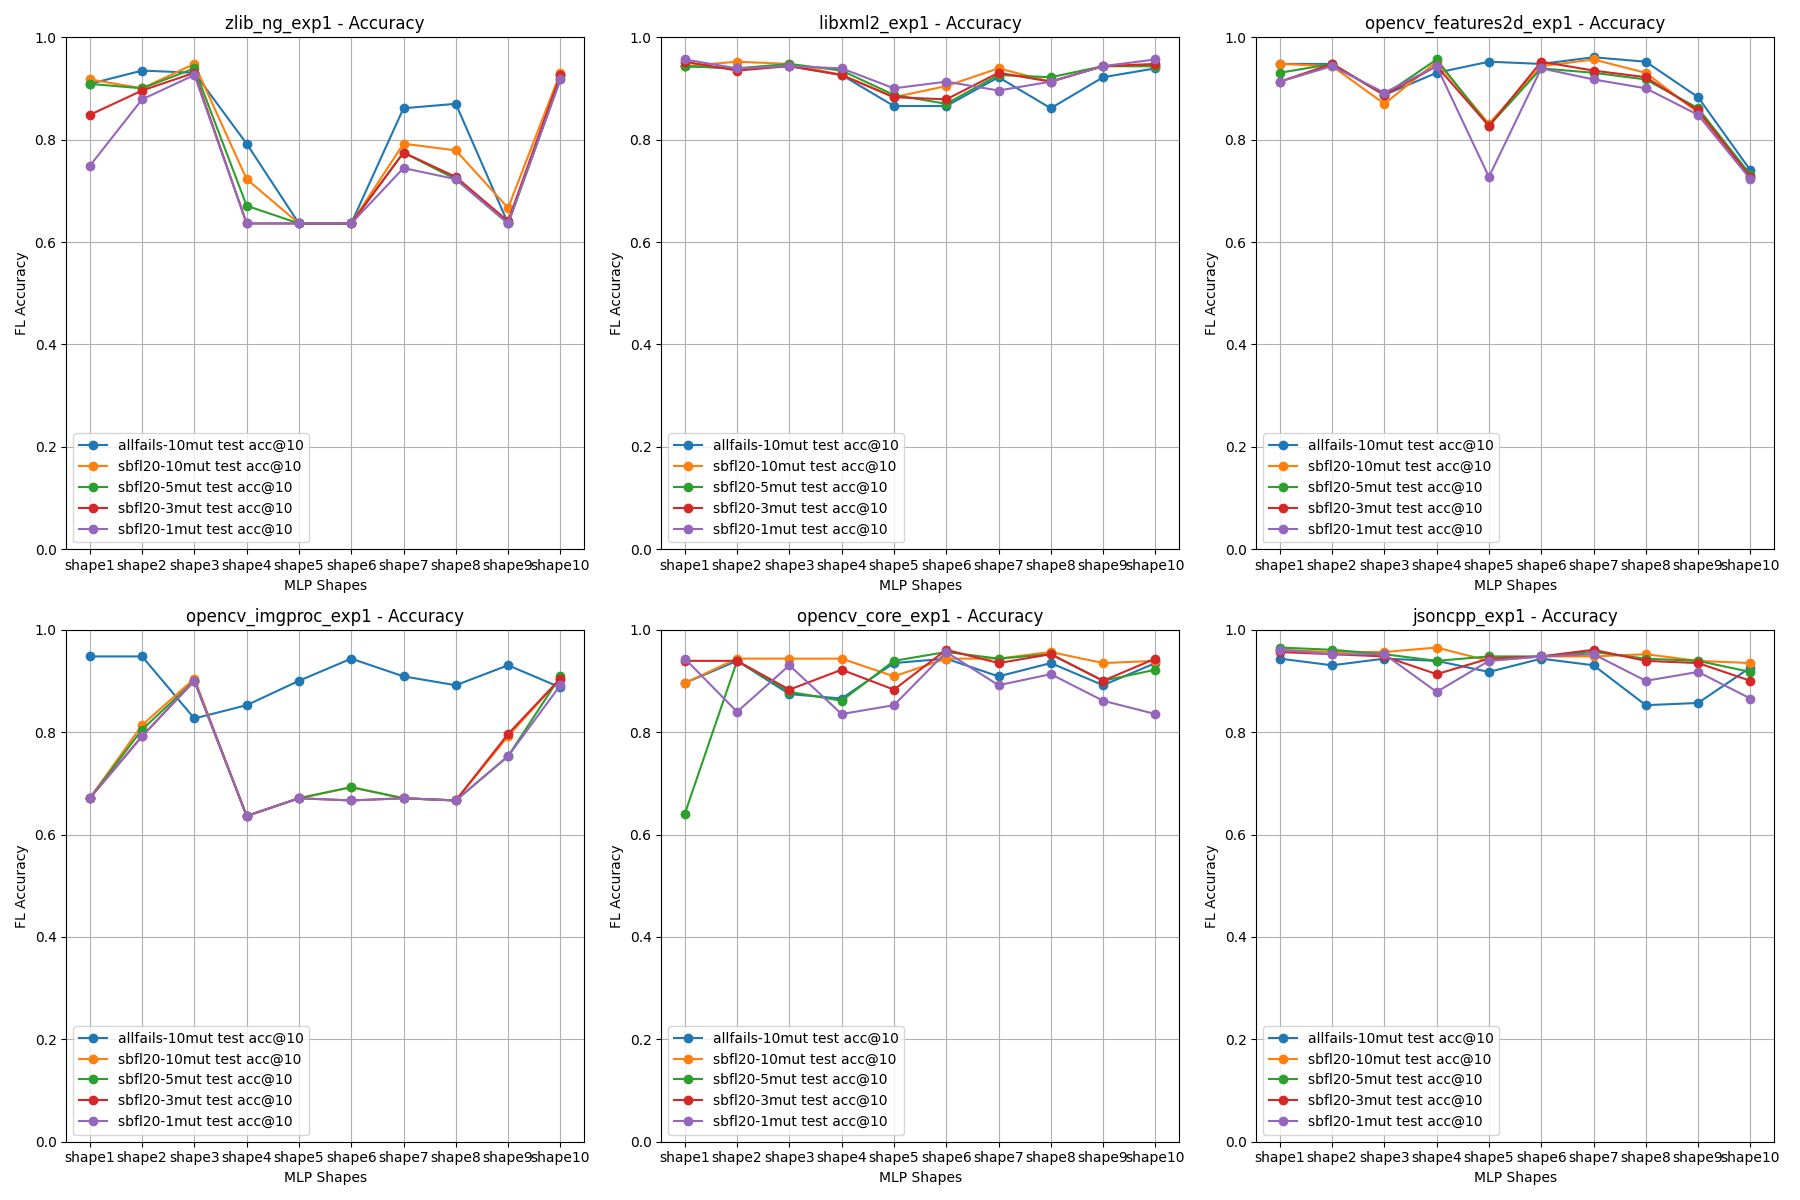 zlib_ng_exp1 - Accuracy
FL Accuracy
1.0
0.8
0.6
0.4
0.2
0.0
allfails-10mut test acc@10
sbfl20-10mut test acc@10
sbfl20-5mut test acc@10
sbfl20-3mut test acc@10
sbfl20-1mut test acc@10
shape1 shape2 shape3 shape4 shape5 shape6 shape7 shape8 shape9 shape10
MLP Shapes
libxml2_exp1 - Accuracy
FL Accuracy
1.0
0.8
0.6
0.4
0.2
0.0
allfails-10mut test acc@10
sbfl20-10mut test acc@10
sbfl20-5mut test acc@10
sbfl20-3mut test acc@10
sbfl20-1mut test acc@10
shape1 shape2 shape3 shape4 shape5 shape6 shape7 shape8 shape9 shape10
MLP Shapes
opencv_features2d_exp1 - Accuracy
FL Accuracy
1.0
0.8
0.6
0.4
0.2
0.0
allfails-10mut test acc@10
sbfl20-10mut test acc@10
sbfl20-5mut test acc@10
sbfl20-3mut test acc@10
sbfl20-1mut test acc@10
shape1 shape2 shape3 shape4 shape5 shape6 shape7 shape8 shape9 shape10
MLP Shapes
opencv_imgproc_exp1 - Accuracy
FL Accuracy
1.0
0.8
0.6
0.4
0.2
0.0
allfails-10mut test acc@10
sbfl20-10mut test acc@10
sbfl20-5mut test acc@10
sbfl20-3mut test acc@10
sbfl20-1mut test acc@10
shape1 shape2 shape3 shape4 shape5 shape6 shape7 shape8 shape9 shape10
MLP Shapes
opencv_core_exp1 - Accuracy
FL Accuracy
1.0
0.8
0.6
0.4
0.2
0.0
allfails-10mut test acc@10
sbfl20-10mut test acc@10
sbfl20-5mut test acc@10
sbfl20-3mut test acc@10
sbfl20-1mut test acc@10
shape1 shape2 shape3 shape4 shape5 shape6 shape7 shape8 shape9 shape10
MLP Shapes
jsoncpp_exp1 - Accuracy
FL Accuracy
1.0
0.8
0.6
0.4
0.2
0.0
allfails-10mut test acc@10
sbfl20-10mut test acc@10
sbfl20-5mut test acc@10
sbfl20-3mut test acc@10
sbfl20-1mut test acc@10
shape1 shape2 shape3 shape4 shape5 shape6 shape7 shape8 shape9 shape10
MLP Shapes